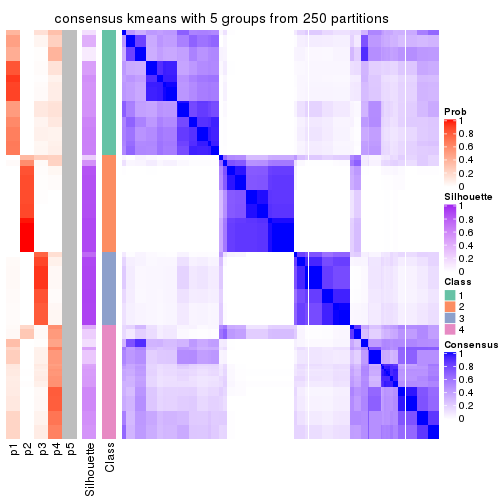 consensus kmeans with 5 groups from 250 partitions
Prob
1
0.8
0.6
0.4
0.2
0
Silhouette
1
0.8
0.6
0.4
0.2
0
Class
1
2
3
4
Consensus
1
0.8
0.6
0.4
0.2
0
p1
p2
p3
p4
p5
Silhouette
Class